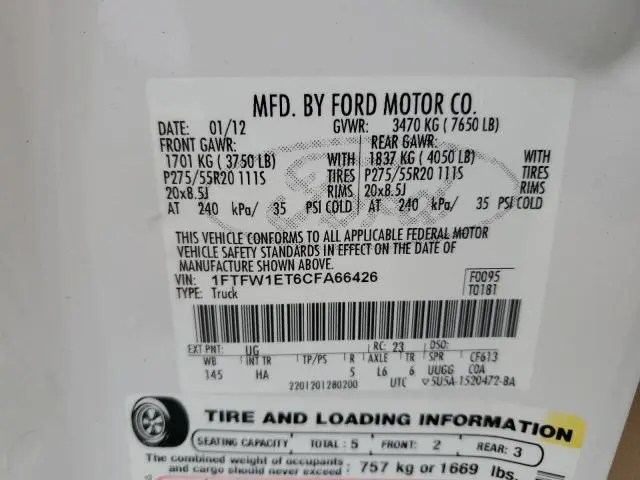 MFD. BY FORD MOTOR CO.
DATE: 01/12 GVWR: 3470 KG ( 7650 LB)
FRONT GAWR: REAR GAWR:
1701 KG ( 3750 LB) WITH 1837 KG ( 4050 LB) WITH
P275/55R20 111S TIRES P275/55R20 111S TIRES
20x8.5J RIMS 20x8.5J RIMS
AT 240 kPa/ 35 PSI COLD AT 240 kPa/ 35 PSI COLD
THIS VEHICLE CONFORMS TO ALL APPLICABLE FEDERAL MOTOR
VEHICLE SAFETY STANDARDS IN EFFECT ON THE DATE OF
MANUFACTURE SHOWN ABOVE.
VIN: 1FTFW1ET6CFA66426 F0095
TYPE: Truck T0181
EXT PNT: UG RC: 23 DSO:
WB INT TR TP/PS R AXLE TR SPR CF613
145 HA 5 L6 6 UUGG COA
2201201280200 UTC 5U5A-1520472-BA
TIRE AND LOADING INFORMATION
SEATING CAPACITY TOTAL : 5 FRONT: 2 REAR: 3
The combined weight of occupants
and cargo should never exceed : 757 kg or 1669 lbs.